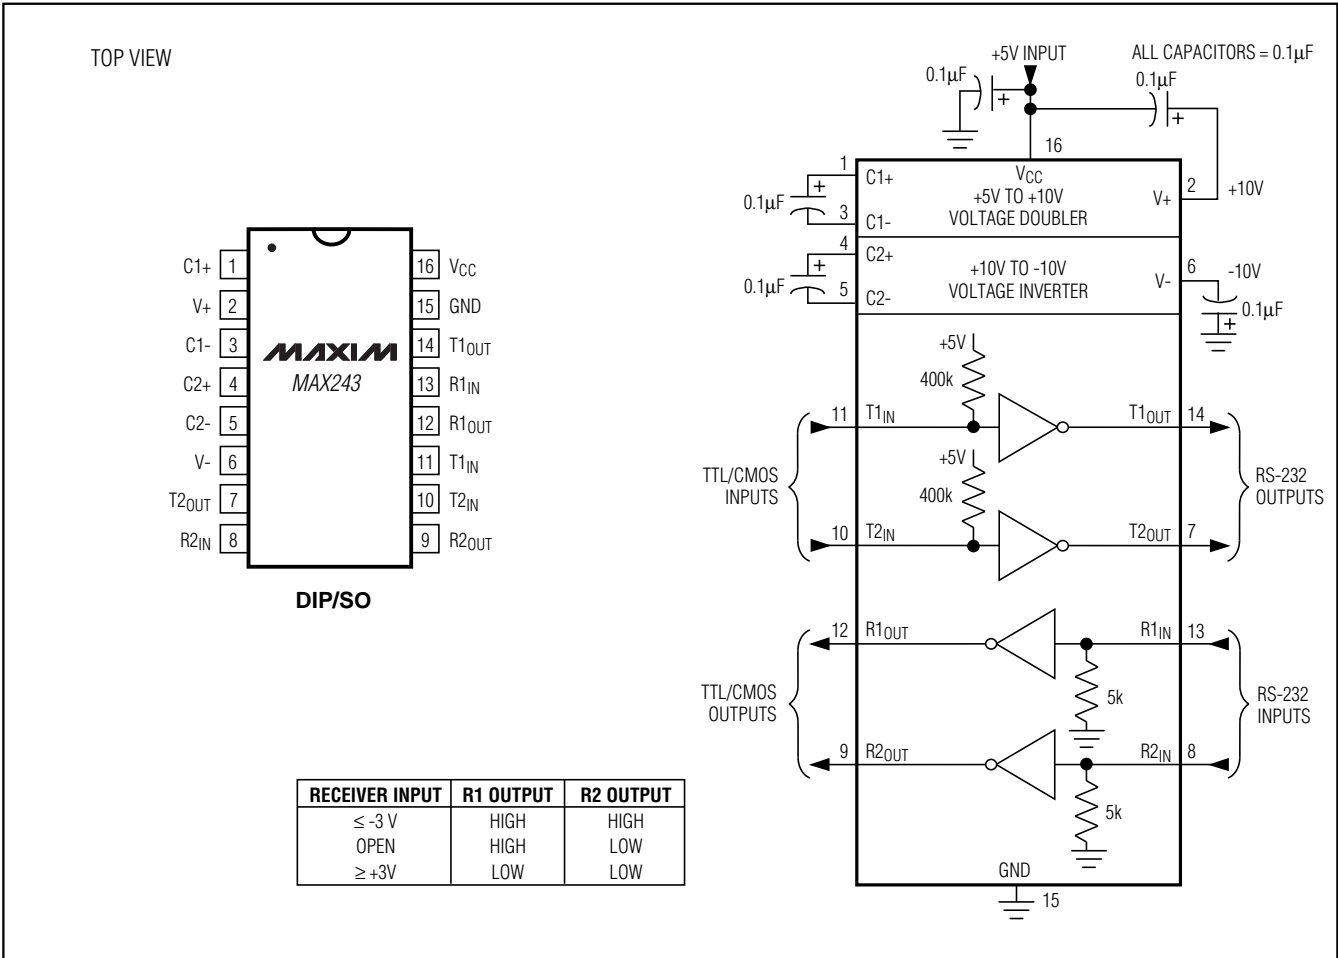 TOP VIEW
C1+ 1
V+ 2
C1- 3
C2+ 4
C2- 5
V- 6
T2OUT 7
R2IN 8
MAXIM
MAX243
16 VCC
15 GND
14 T1OUT
13 R1IN
12 R1OUT
11 T1IN
10 T2IN
9 R2OUT
DIP/SO
RECEIVER INPUT R1 OUTPUT R2 OUTPUT
≤ -3 V HIGH HIGH
OPEN HIGH LOW
≥ +3V LOW LOW
+5V INPUT
ALL CAPACITORS = 0.1µF
0.1µF
+
0.1µF
+
16
VCC
+5V TO +10V
VOLTAGE DOUBLER
1
C1+
+
0.1µF
3
C1-
2
V+
+10V
4
C2+
+
0.1µF
5
C2-
+10V TO -10V
VOLTAGE INVERTER
6
V-
-10V
0.1µF
+
+5V
400k
11 T1IN
T1OUT 14
+5V
400k
TTL/CMOS
INPUTS
RS-232
OUTPUTS
10 T2IN
T2OUT 7
12 R1OUT
R1IN 13
5k
TTL/CMOS
OUTPUTS
RS-232
INPUTS
9 R2OUT
R2IN 8
5k
GND
15